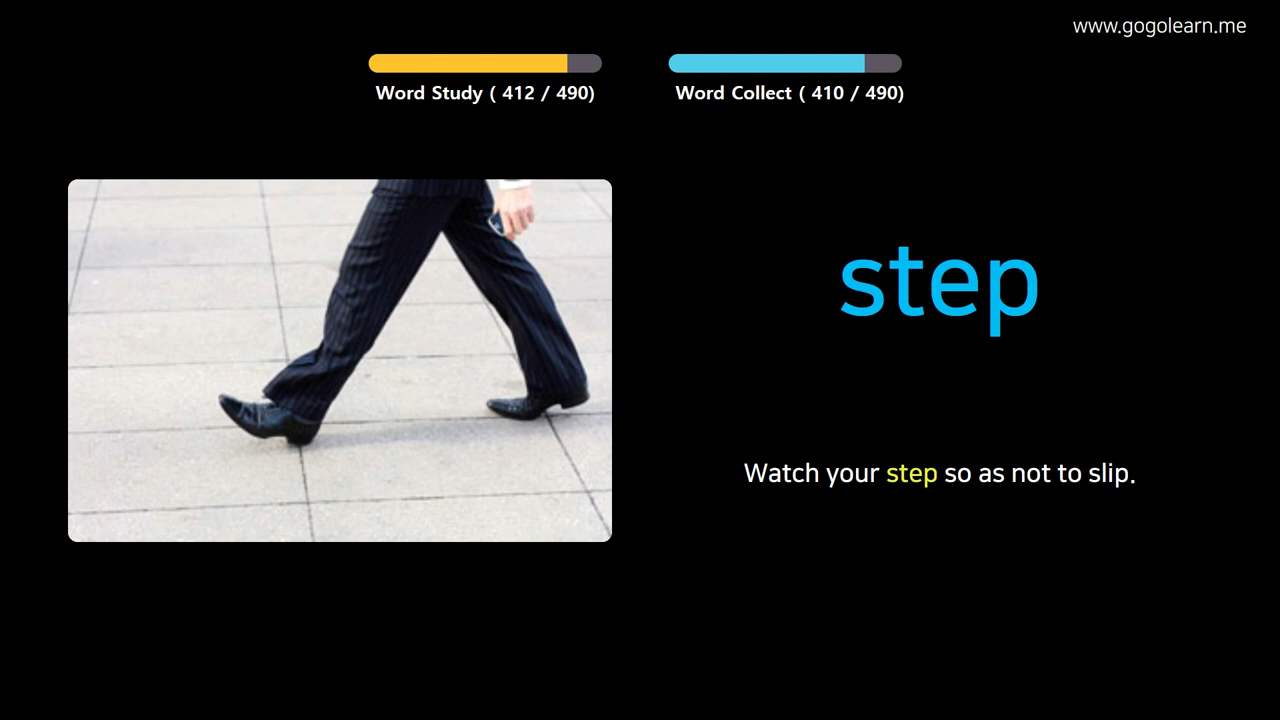 www.gogolearn.me
Word Study ( 412 / 490)
Word Collect ( 410 / 490)
step
Watch your step so as not to slip.